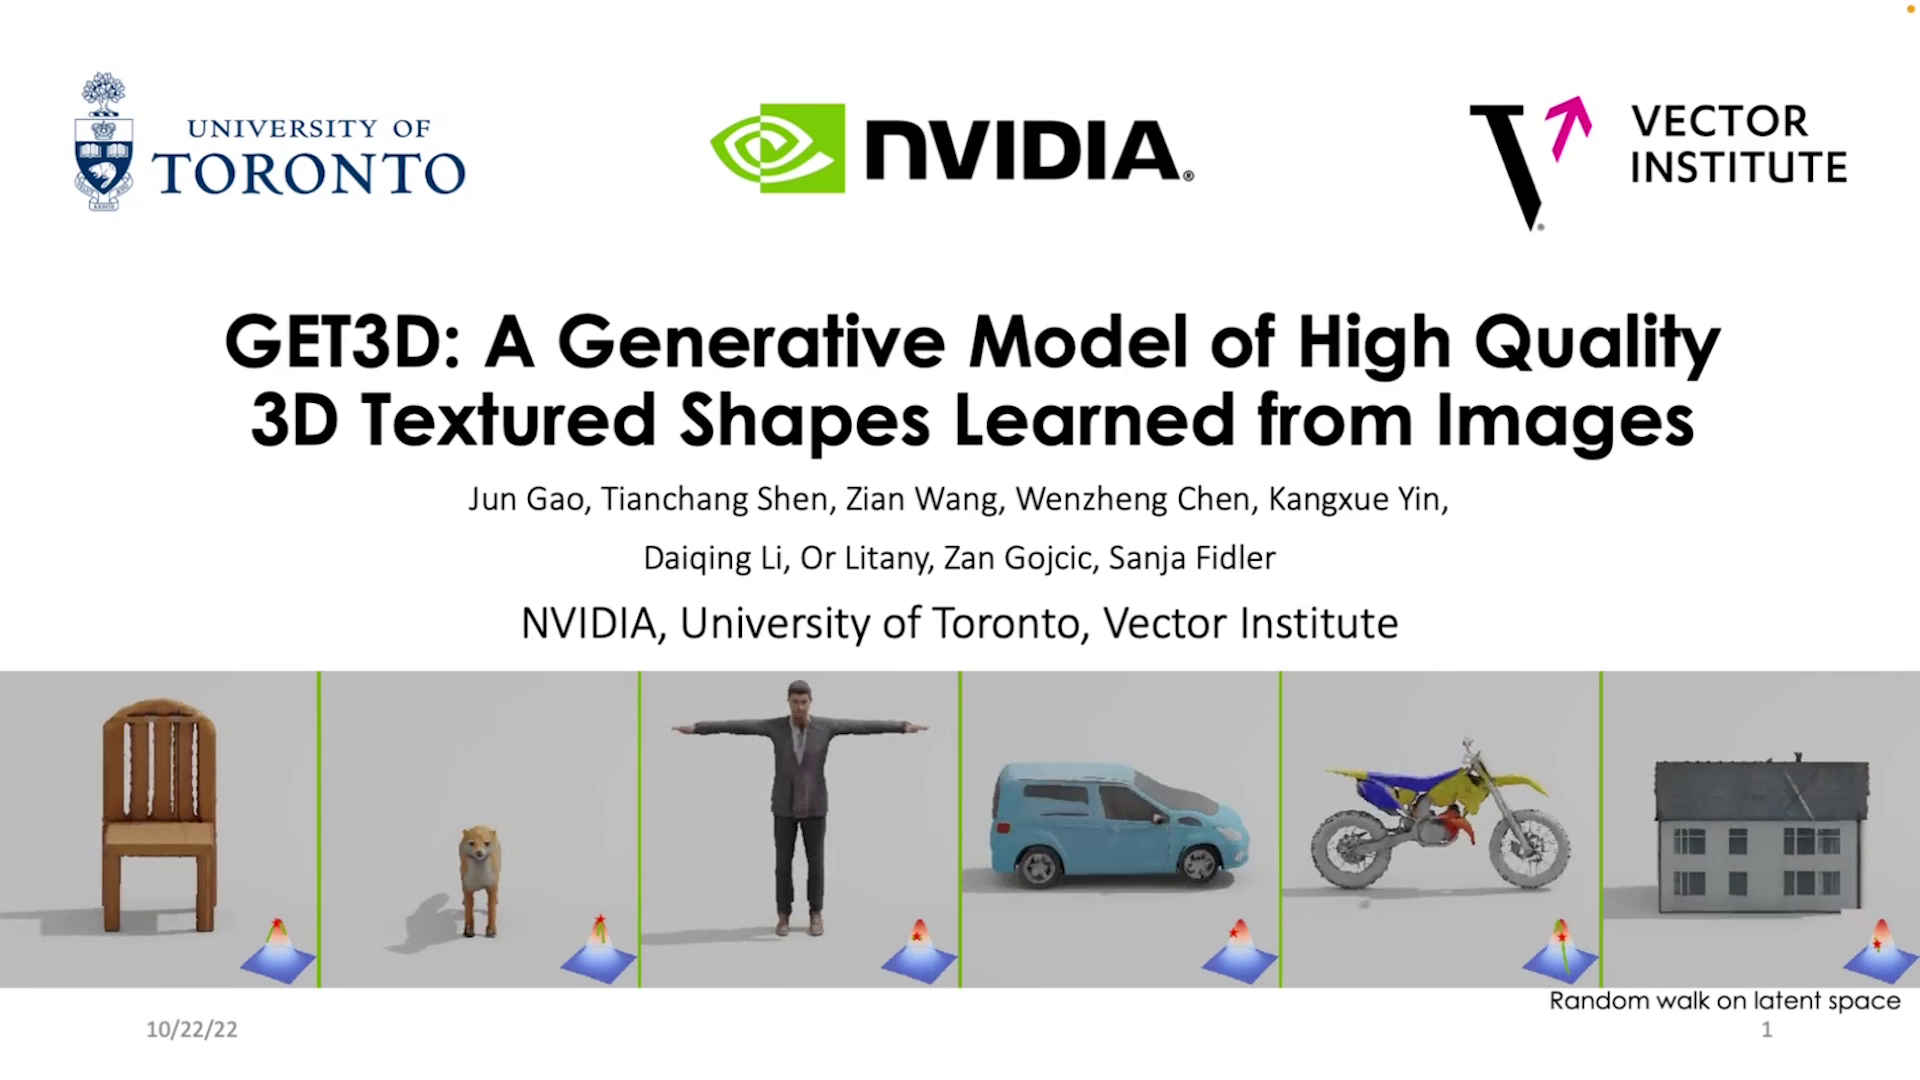 UNIVERSITY OF
TORONTO
NVIDIA®
VECTOR
INSTITUTE
GET3D: A Generative Model of High Quality
3D Textured Shapes Learned from Images
Jun Gao, Tianchang Shen, Zian Wang, Wenzheng Chen, Kangxue Yin,
Daiqing Li, Or Litany, Zan Gojcic, Sanja Fidler
NVIDIA, University of Toronto, Vector Institute
Random walk on latent space
10/22/22
1